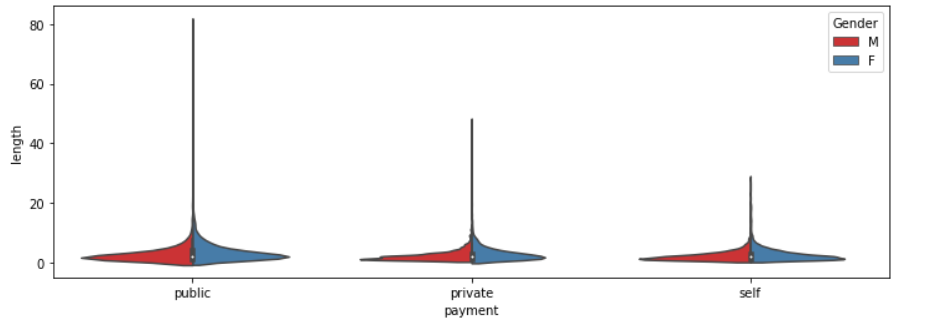 80
60
40
20
0
length
Gender
M
F
public
private
self
payment